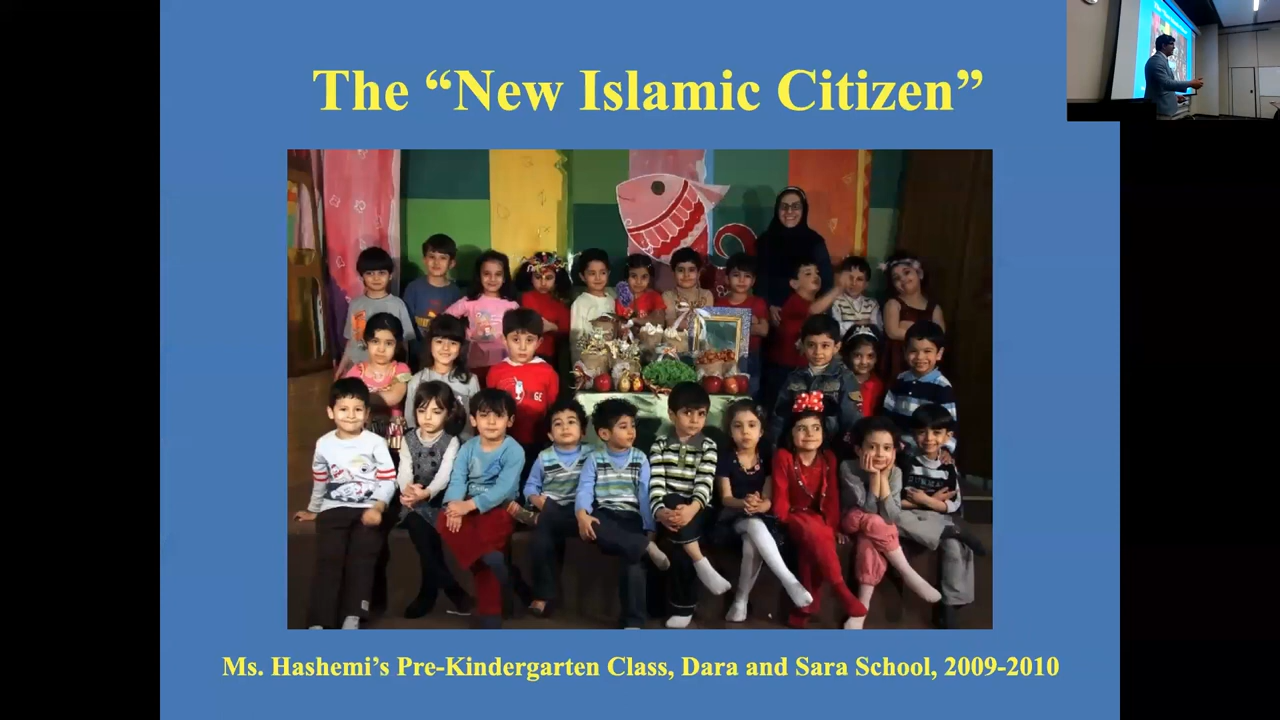 The “New Islamic Citizen”
Ms. Hashemi’s Pre-Kindergarten Class, Dara and Sara School, 2009-2010